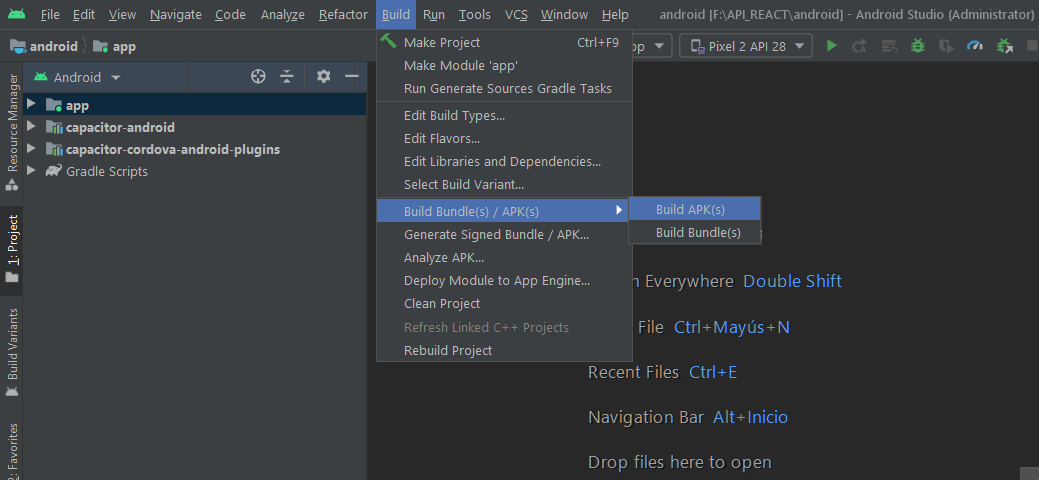 File Edit View Navigate Code Analyze Refactor Build Run Tools VCS Window Help android [F:\API_REACT\android] - Android Studio (Administrator)
android app
Pixel 2 API 28
Android
app
capacitor-android
capacitor-cordova-android-plugins
Gradle Scripts
Resource Manager
1: Project
Build Variants
2: Favorites
Make Project Ctrl+F9
Make Module 'app'
Run Generate Sources Gradle Tasks
Edit Build Types...
Edit Flavors...
Edit Libraries and Dependencies...
Select Build Variant...
Build Bundle(s) / APK(s)
Generate Signed Bundle / APK...
Analyze APK...
Deploy Module to App Engine...
Clean Project
Refresh Linked C++ Projects
Rebuild Project
Build APK(s)
Build Bundle(s)
Everywhere Double Shift
File Ctrl+Mayús+N
Recent Files Ctrl+E
Navigation Bar Alt+Inicio
Drop files here to open